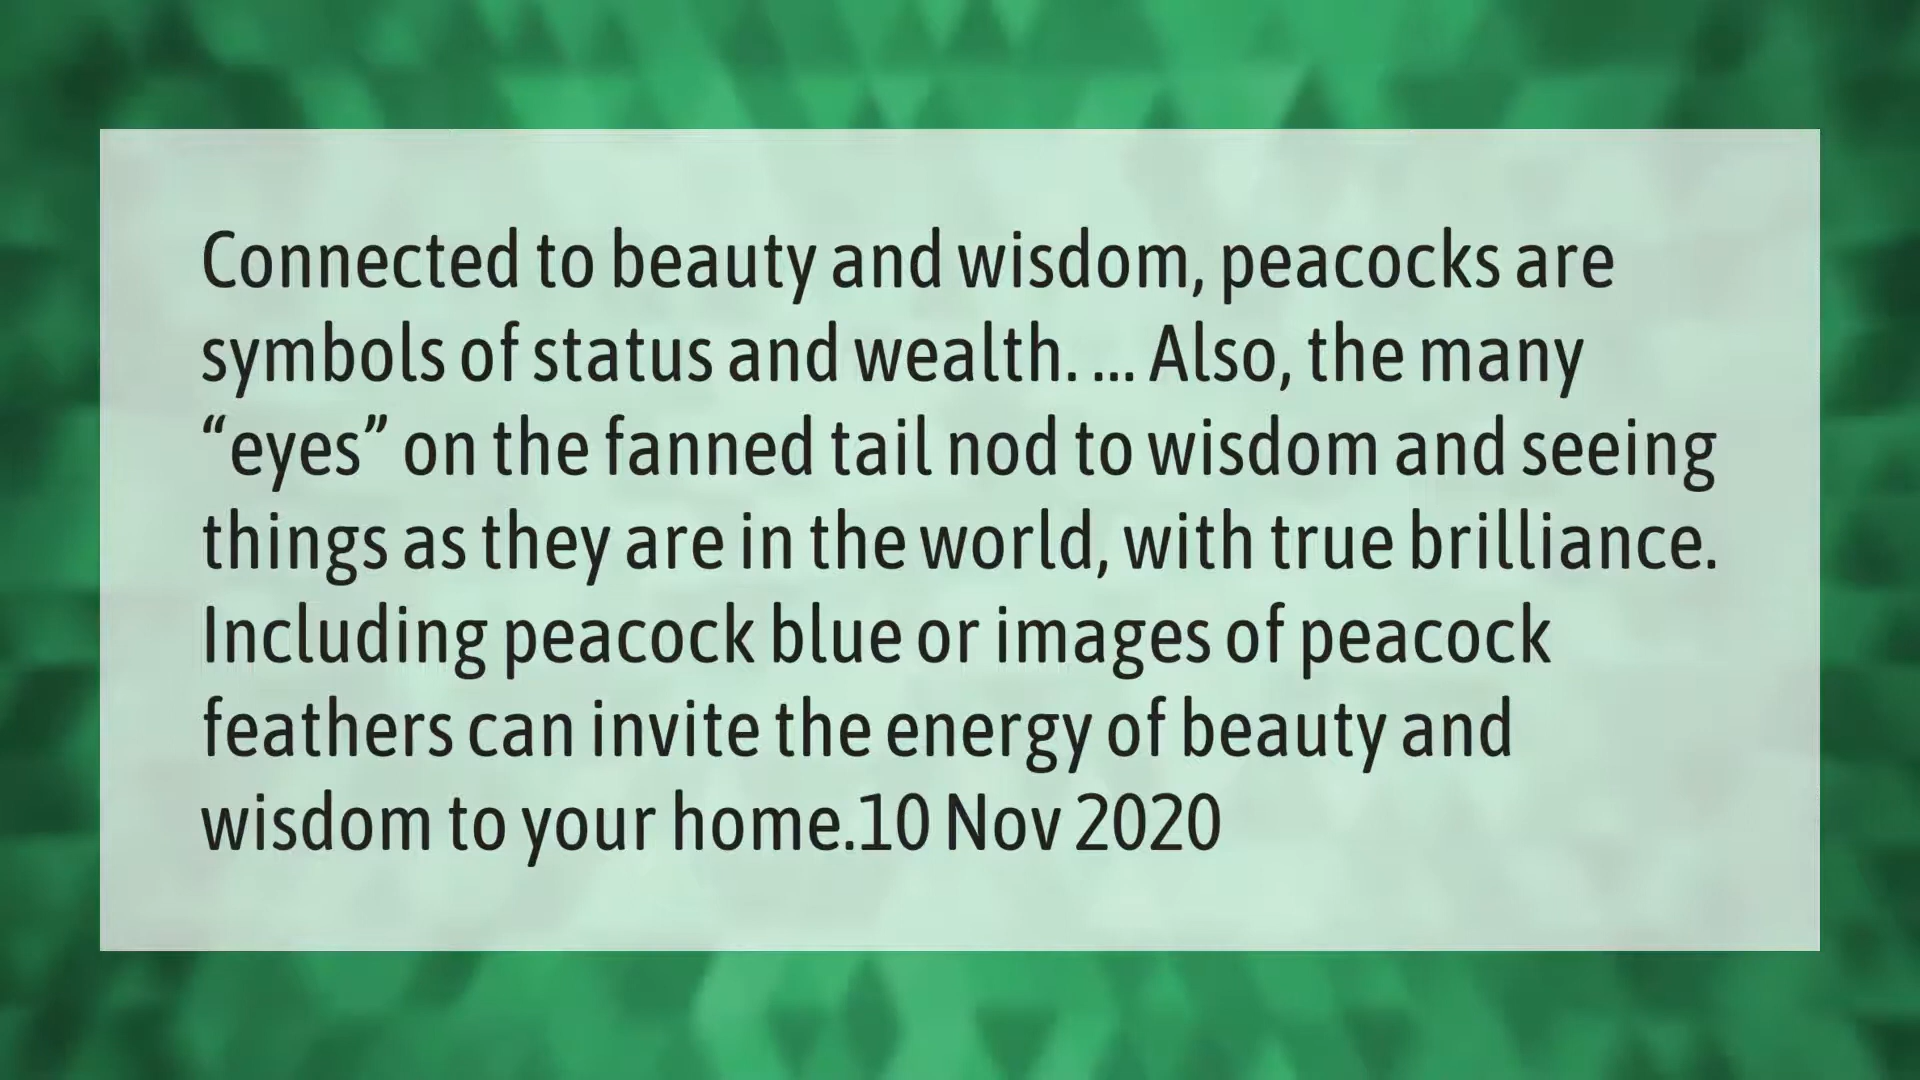 Connected to beauty and wisdom, peacocks are
symbols of status and wealth. ... Also, the many
“eyes” on the fanned tail nod to wisdom and seeing
things as they are in the world, with true brilliance.
Including peacock blue or images of peacock
feathers can invite the energy of beauty and
wisdom to your home.10 Nov 2020